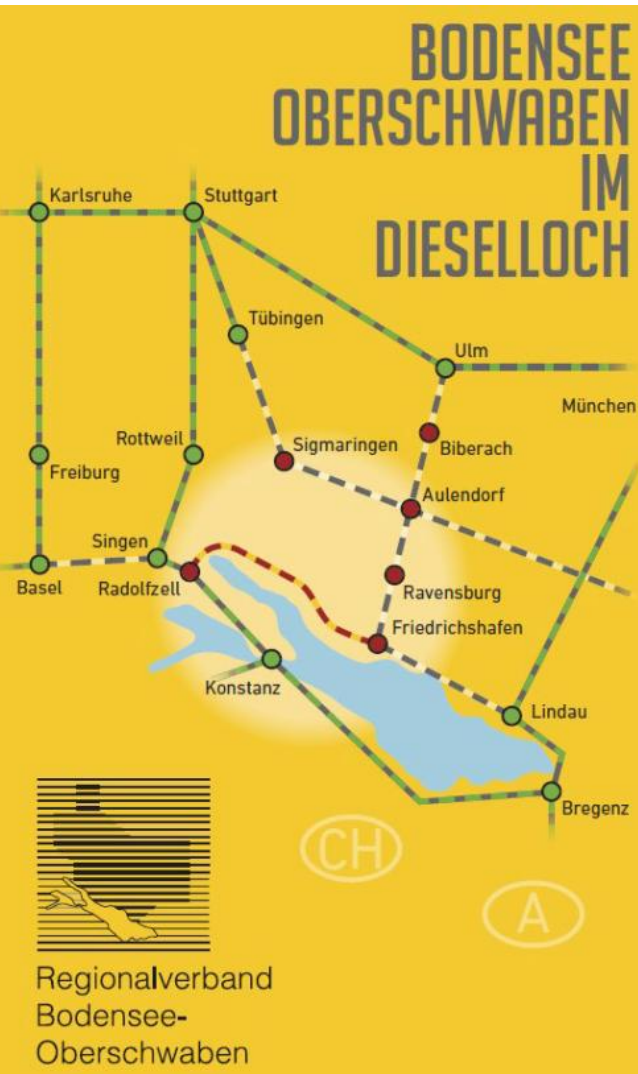 BODENSEE
OBERSCHWABEN
IM
DIESELLOCH
Karlsruhe
Stuttgart
Tübingen
Ulm
München
Rottweil
Sigmaringen
Biberach
Freiburg
Aulendorf
Singen
Basel
Radolfzell
Ravensburg
Friedrichshafen
Konstanz
Lindau
Bregenz
CH
A
Regionalverband
Bodensee-
Oberschwaben